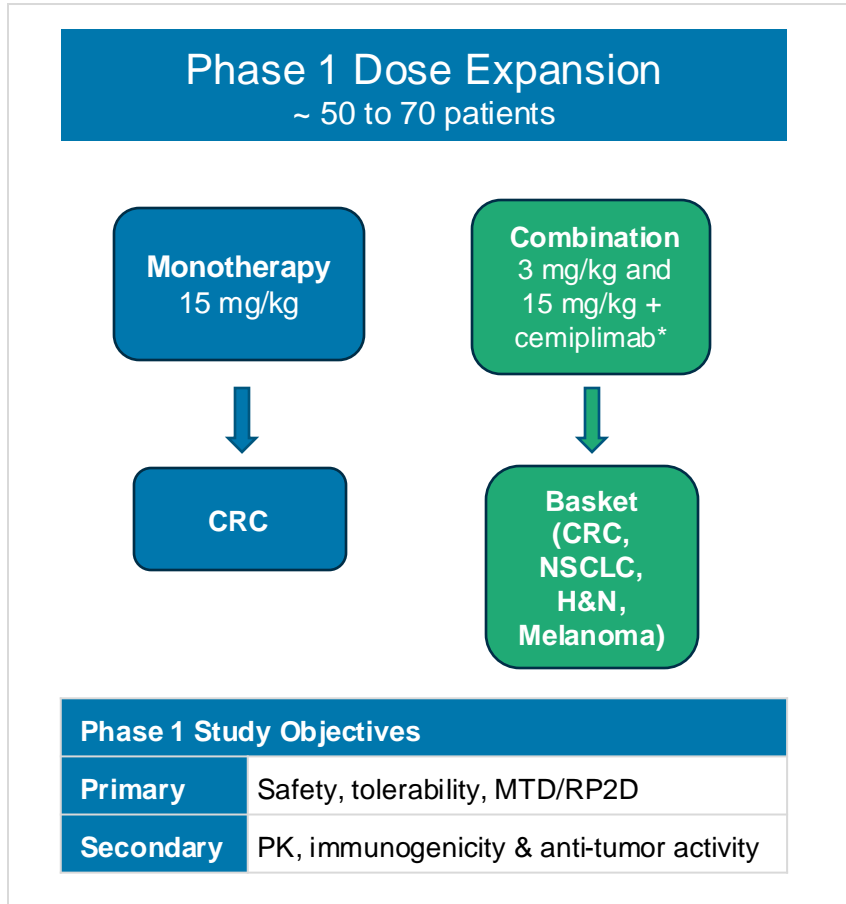 Phase 1 Dose Expansion
~ 50 to 70 patients
Monotherapy
15 mg/kg
Combination
3 mg/kg and
15 mg/kg +
cemiplimab*
CRC
Basket
(CRC,
NSCLC,
H&N,
Melanoma)
Phase 1 Study Objectives
Primary Safety, tolerability, MTD/RP2D
Secondary PK, immunogenicity & anti-tumor activity